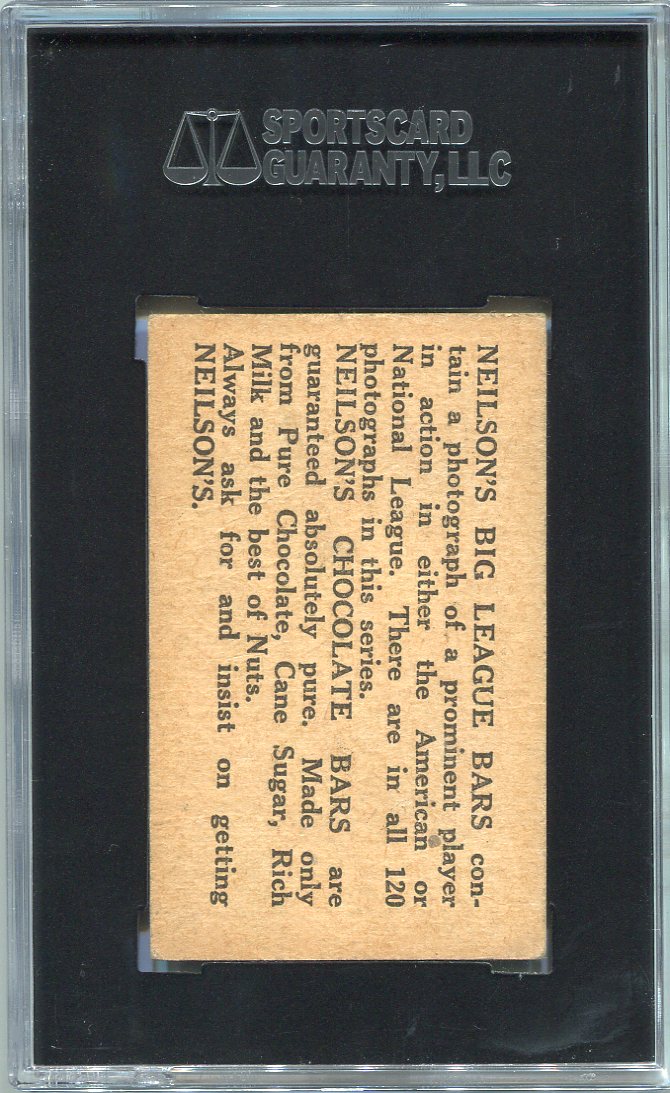 SPORTSCARD
GUARANTY, LLC
NEILSON'S BIG LEAGUE BARS con-
tain a photograph of a prominent player
in action in either the American or
National League. There are in all 120
photographs in this series.
NEILSON'S CHOCOLATE BARS are
guaranteed absolutely pure. Made only
from Pure Chocolate, Cane Sugar, Rich
Milk and the best of Nuts.
Always ask for and insist on getting
NEILSON'S.